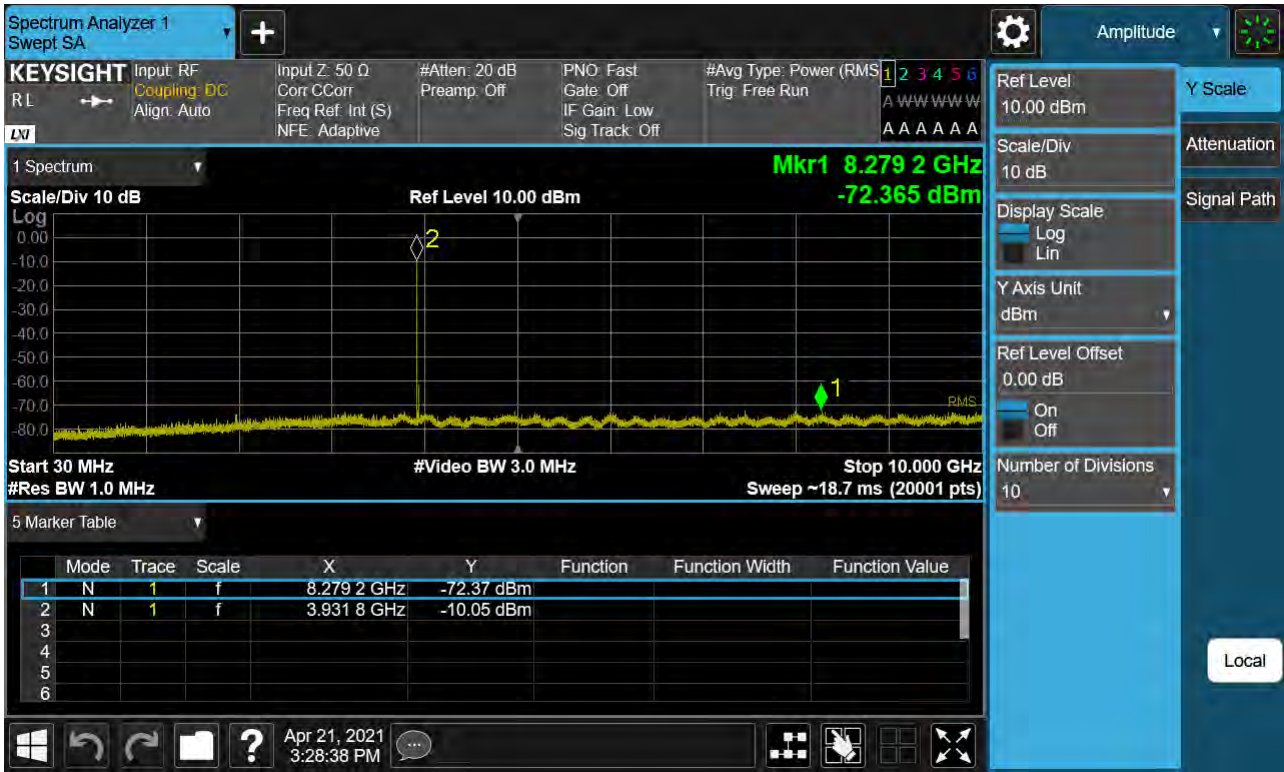 Spectrum Analyzer 1
Swept SA
Amplitude
KEYSIGHT
RL
LXI
Input: RF
Coupling: DC
Align: Auto
Input Z: 50 Ω
Corr CCorr
Freq Ref: Int (S)
NFE: Adaptive
#Atten: 20 dB
Preamp: Off
PNO: Fast
Gate: Off
IF Gain: Low
Sig Track: Off
#Avg Type: Power (RMS
Trig: Free Run
1 2 3 4 5 6
A W W W W W
A A A A A A
1 Spectrum
Mkr1 8.279 2 GHz
Scale/Div 10 dB
Ref Level 10.00 dBm
-72.365 dBm
Log
0.00
-10.0
-20.0
-30.0
-40.0
-50.0
-60.0
-70.0
-80.0
2
1
RMS
Start 30 MHz
#Video BW 3.0 MHz
Stop 10.000 GHz
#Res BW 1.0 MHz
Sweep ~18.7 ms (20001 pts)
5 Marker Table
Mode Trace Scale X Y Function Function Width Function Value
1 N 1 f 8.279 2 GHz -72.37 dBm
2 N 1 f 3.931 8 GHz -10.05 dBm
3
4
5
6
Apr 21, 2021
3:28:38 PM
Ref Level
10.00 dBm
Scale/Div
10 dB
Display Scale
Log
Lin
Y Axis Unit
dBm
Ref Level Offset
0.00 dB
On
Off
Number of Divisions
10
Y Scale
Attenuation
Signal Path
Local